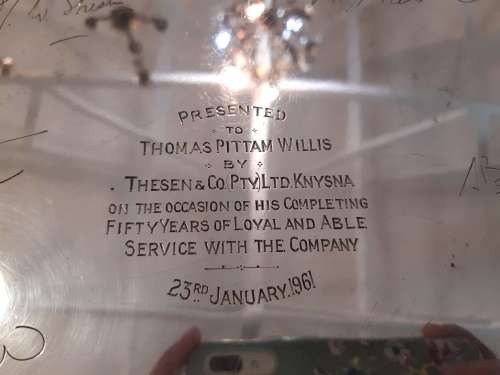 PRESENTED
TO
THOMAS PITTAM WILLIS
BY
THESEN & CO. (PTY) LTD. KNYSNA
ON THE OCCASION OF HIS COMPLETING
FIFTY YEARS OF LOYAL AND ABLE
SERVICE WITH THE COMPANY
23RD JANUARY. 1961